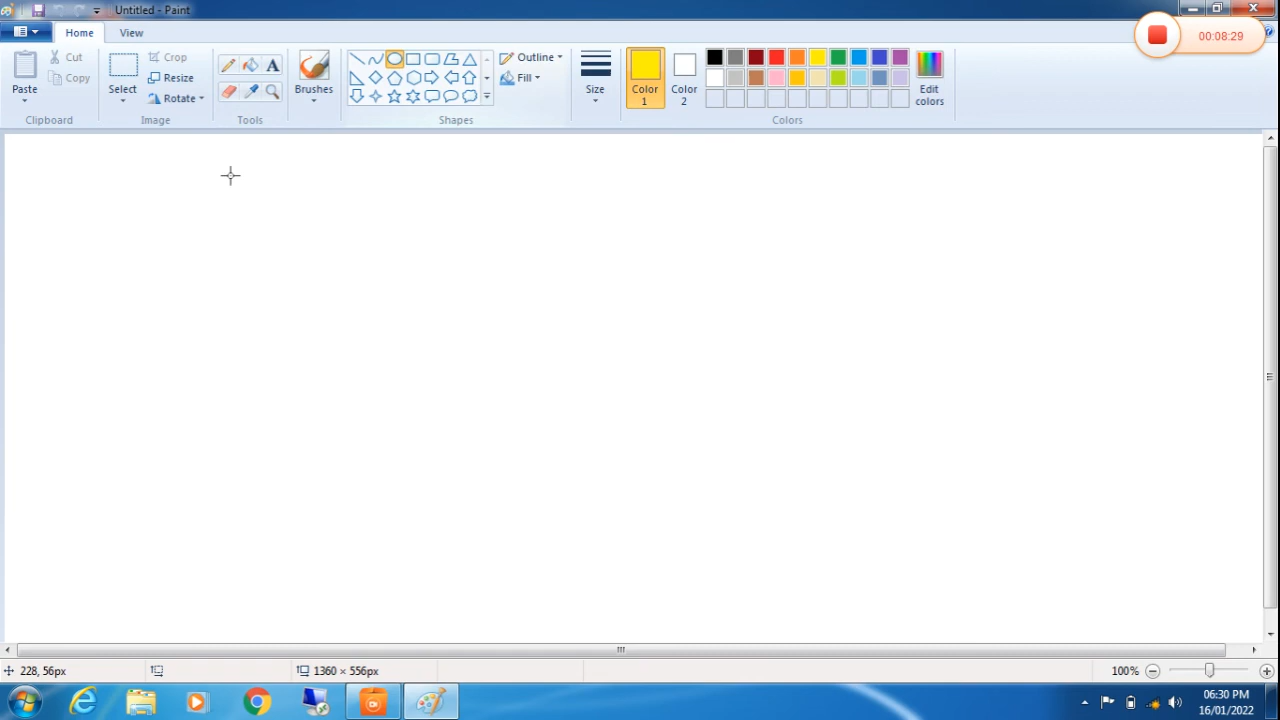 Untitled - Paint
Home View
00:08:29
Paste
Cut
Copy
Clipboard
Select
Crop
Resize
Rotate
Image
A
Tools
Brushes
Outline
Fill
Shapes
Size
Color
1
Color
2
Edit
colors
Colors
228, 56px
1360 × 556px
100%
06:30 PM
16/01/2022